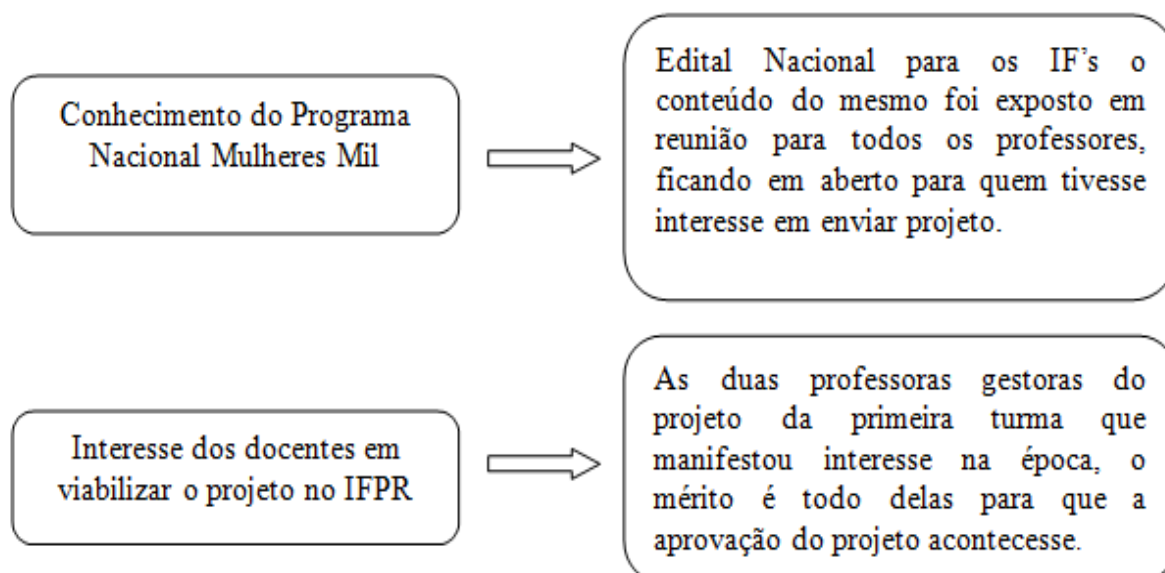 Conhecimento do Programa
Nacional Mulheres Mil
Edital Nacional para os IF's o
conteúdo do mesmo foi exposto em
reunião para todos os professores,
ficando em aberto para quem tivesse
interesse em enviar projeto.
Interesse dos docentes em
viabilizar o projeto no IFPR
As duas professoras gestoras do
projeto da primeira turma que
manifestou interesse na época, o
mérito é todo delas para que a
aprovação do projeto acontecesse.